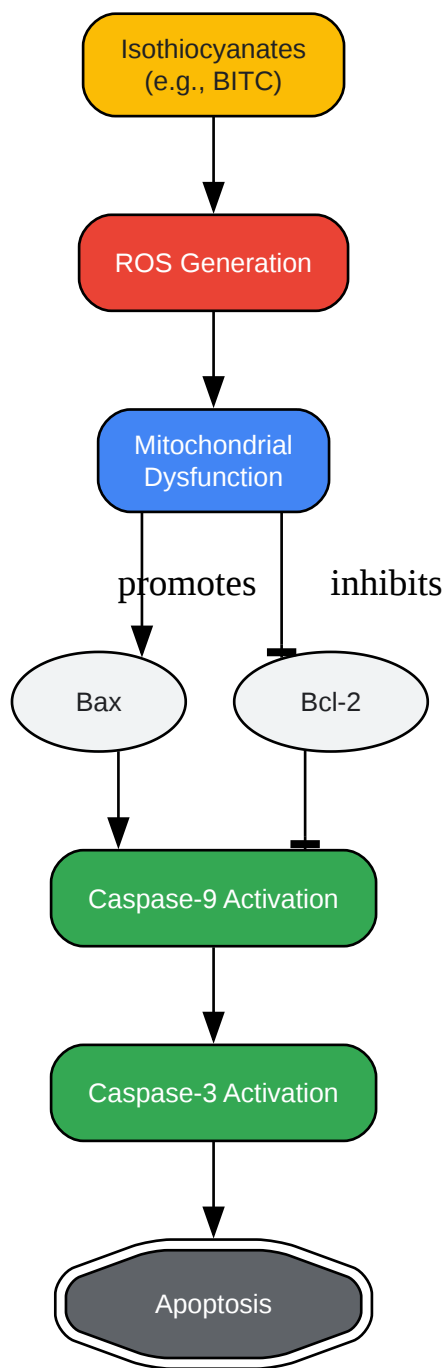 Isothiocyanates
(e.g., BITC)
ROS Generation
Mitochondrial
Dysfunction
promotes
inhibits
Bax
Bcl-2
Caspase-9 Activation
Caspase-3 Activation
Apoptosis